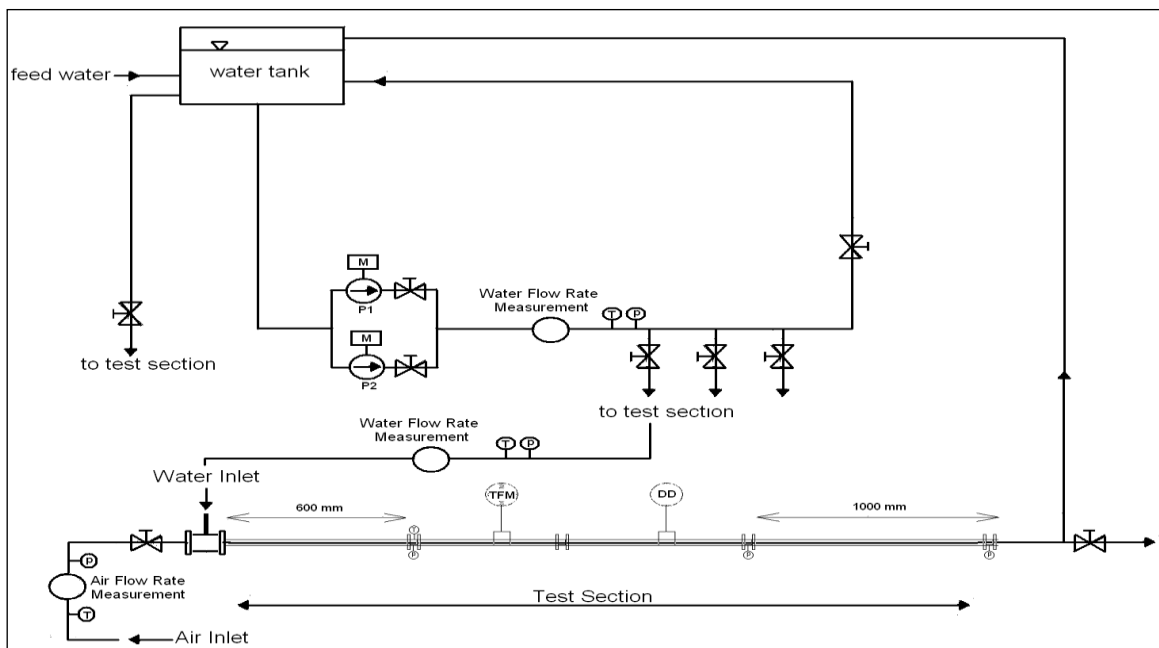 feed water
water tank
to test section
M
P1
M
P2
Water Flow Rate
Measurement
T
P
to test section
Water Flow Rate
Measurement
T
P
Water Inlet
TFM
DD
600 mm
1000 mm
T
P
P
P
P
Air Flow Rate
Measurement
T
Test Section
Air Inlet